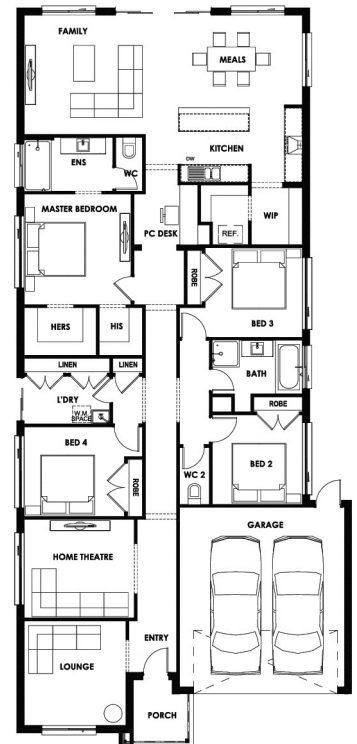 FAMILY
MEALS
KITCHEN
DW
ENS
WC
MASTER BEDROOM
PC DESK
REF.
WIP
ROBE
BED 3
HERS
HIS
LINEN
LINEN
BATH
L'DRY
W.M
SPACE
ROBE
BED 4
ROBE
WC 2
BED 2
GARAGE
HOME THEATRE
ENTRY
LOUNGE
PORCH